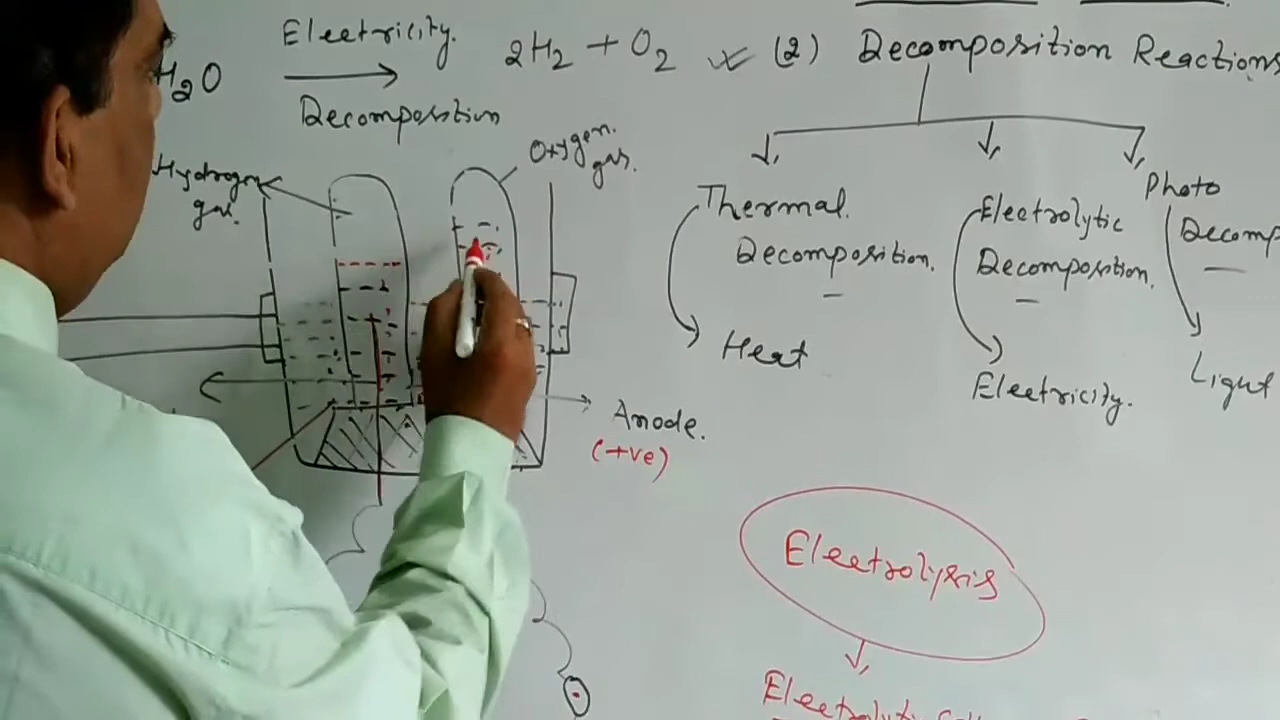 H₂O Electricity. 2H₂ + O₂ (2) Decomposition Reactions
Decomposition
Hydrogen
gas.
Oxygen.
gas.
Thermal.
Decomposition.
Heat
Electrolytic
Decomposition.
Electricity.
Photo
Decomp
Light
Anode.
(+ve)
Electrolysis